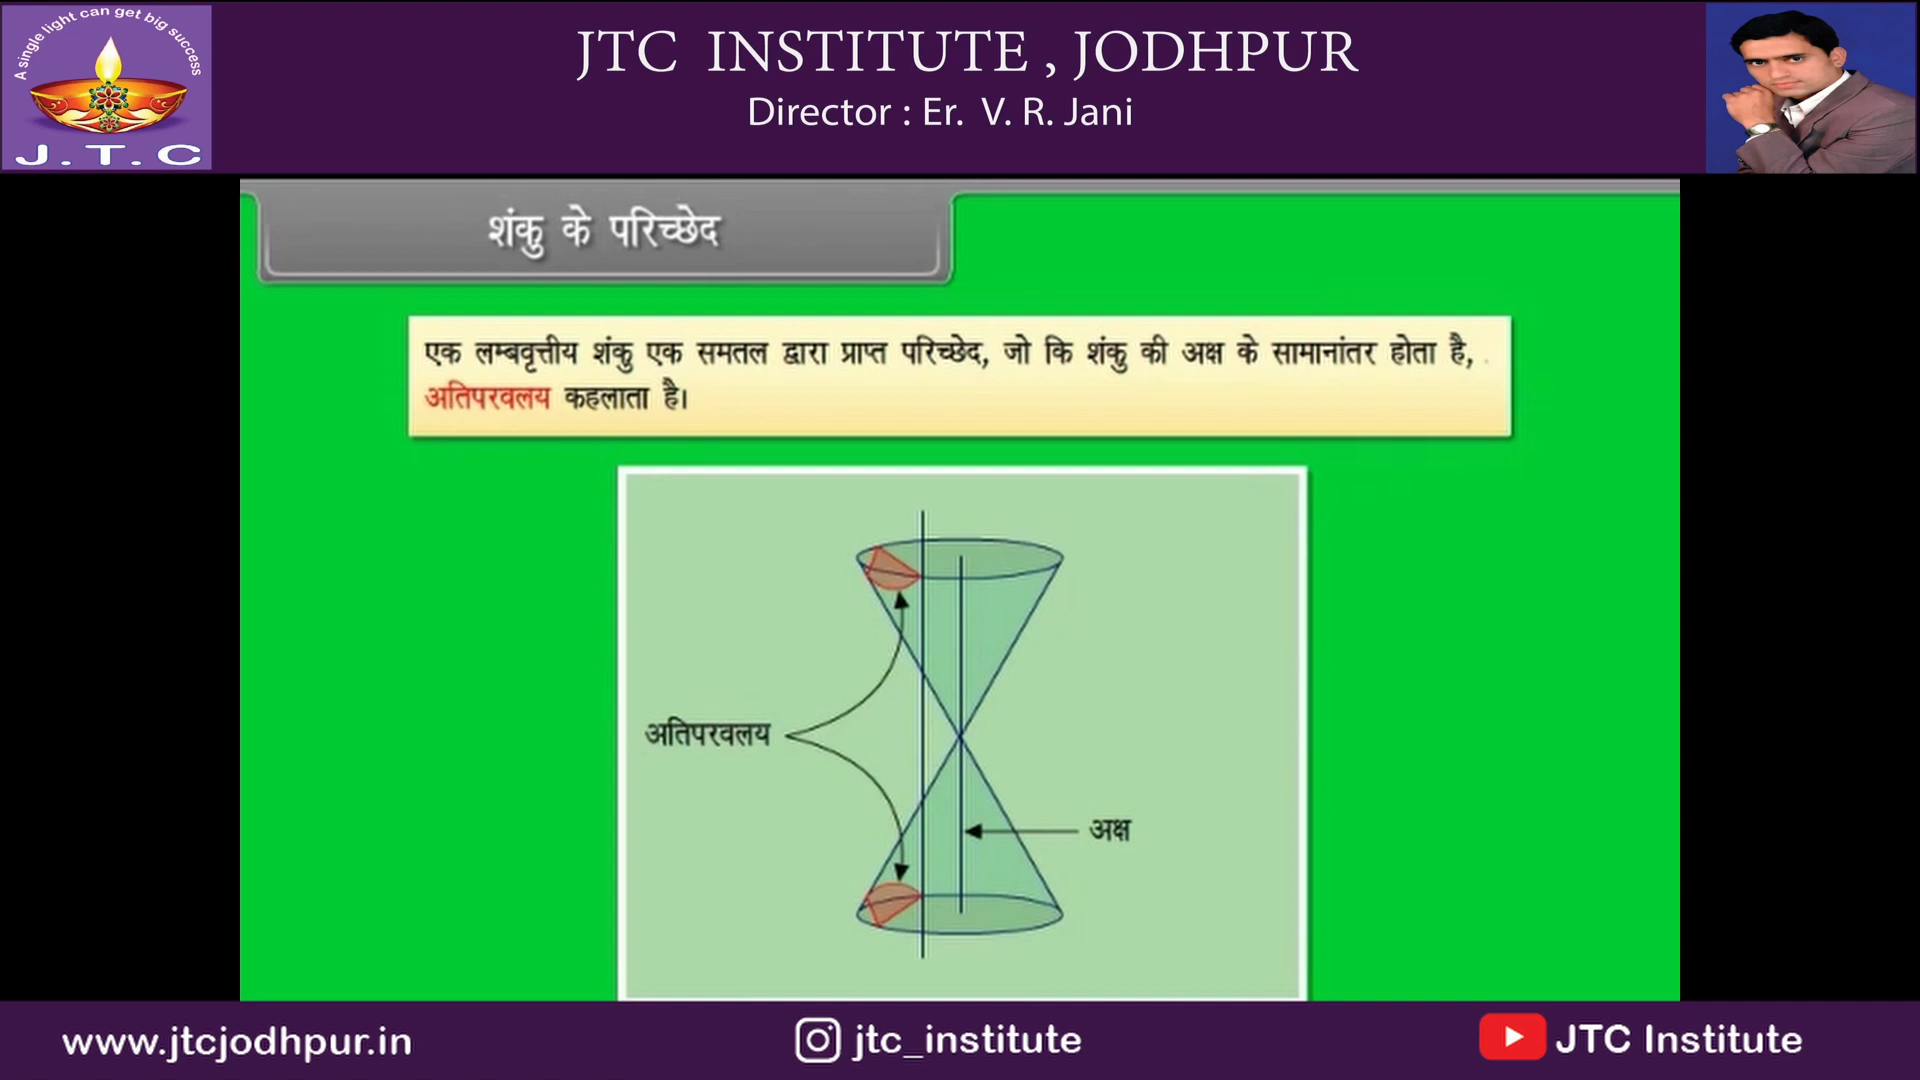 A single light can get big success
J.T.C
JTC INSTITUTE, JODHPUR
Director : Er. V. R. Jani
शंकु के परिच्छेद
एक लम्बवृत्तीय शंकु एक समतल द्वारा प्राप्त परिच्छेद, जो कि शंकु की अक्ष के सामानांतर होता है,
अतिपरवलय कहलाता है।
अतिपरवलय
अक्ष
www.jtcjodhpur.in
jtc_institute
JTC Institute